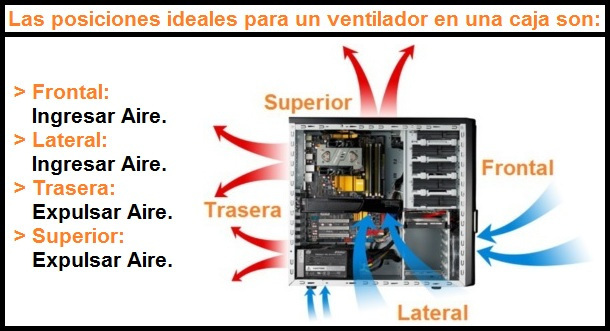 Las posiciones ideales para un ventilador en una caja son:
> Frontal:
Ingresar Aire.
> Lateral:
Ingresar Aire.
> Trasera:
Expulsar Aire.
> Superior:
Expulsar Aire.
Superior
Frontal
Trasera
Lateral